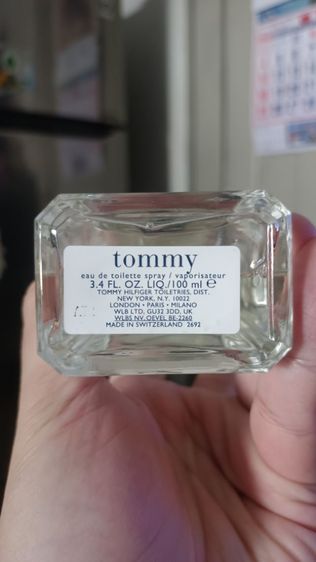 tommy
eau de toilette spray / vaporisateur
3.4 FL. OZ. LIQ./100 ml ℮
TOMMY HILFIGER TOILETRIES, DIST.
NEW YORK, N.Y. 10022
LONDON • PARIS • MILANO
WLB LTD, GU32 3DD, UK
WLBS NV, OEVEL BE-2260
MADE IN SWITZERLAND 2692